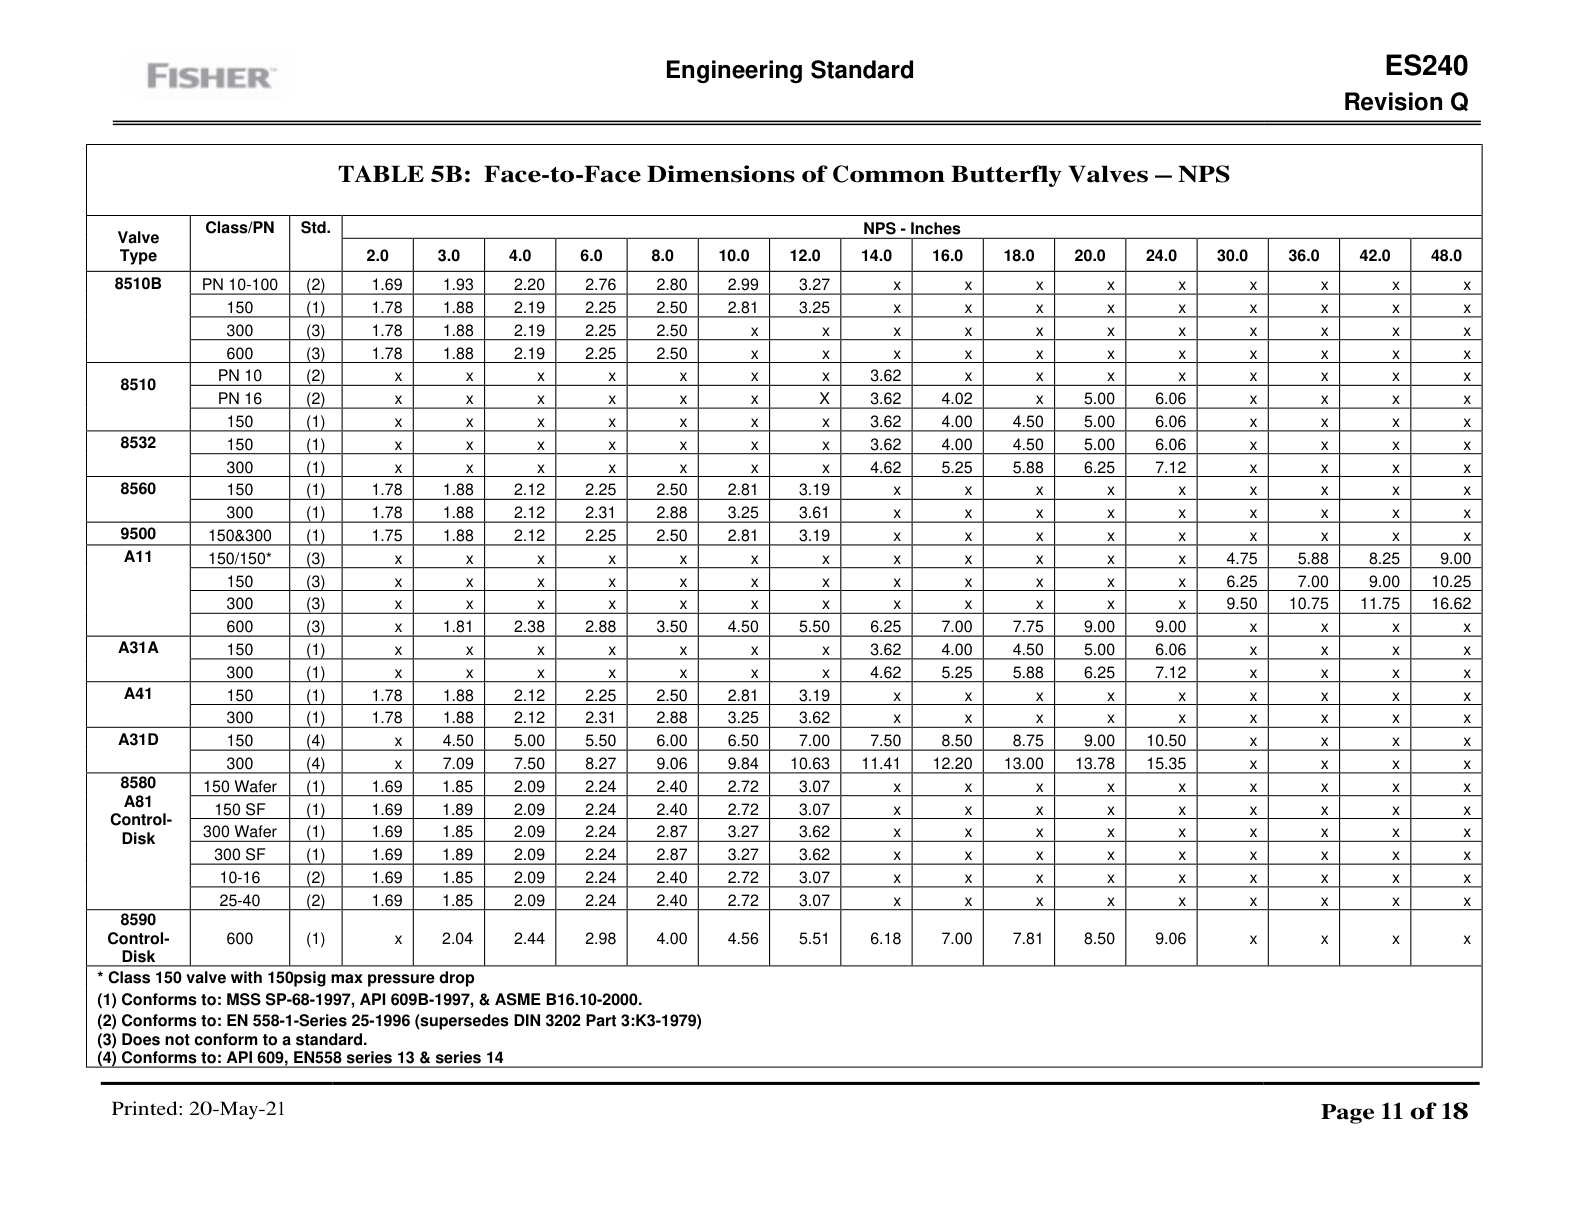 FISHER™ Engineering Standard ES240
Revision Q
TABLE 5B: Face-to-Face Dimensions of Common Butterfly Valves – NPS
Valve Type Class/PN Std. NPS - Inches
2.0 3.0 4.0 6.0 8.0 10.0 12.0 14.0 16.0 18.0 20.0 24.0 30.0 36.0 42.0 48.0
8510B PN 10-100 (2) 1.69 1.93 2.20 2.76 2.80 2.99 3.27 x x x x x x x x x
150 (1) 1.78 1.88 2.19 2.25 2.50 2.81 3.25 x x x x x x x x x
300 (3) 1.78 1.88 2.19 2.25 2.50 x x x x x x x x x x x
600 (3) 1.78 1.88 2.19 2.25 2.50 x x x x x x x x x x x
8510 PN 10 (2) x x x x x x x 3.62 x x x x x x x x
PN 16 (2) x x x x x x X 3.62 4.02 x 5.00 6.06 x x x x
150 (1) x x x x x x x 3.62 4.00 4.50 5.00 6.06 x x x x
8532 150 (1) x x x x x x x 3.62 4.00 4.50 5.00 6.06 x x x x
300 (1) x x x x x x x 4.62 5.25 5.88 6.25 7.12 x x x x
8560 150 (1) 1.78 1.88 2.12 2.25 2.50 2.81 3.19 x x x x x x x x x
300 (1) 1.78 1.88 2.12 2.31 2.88 3.25 3.61 x x x x x x x x x
9500 150&300 (1) 1.75 1.88 2.12 2.25 2.50 2.81 3.19 x x x x x x x x x
A11 150/150* (3) x x x x x x x x x x x x 4.75 5.88 8.25 9.00
150 (3) x x x x x x x x x x x x 6.25 7.00 9.00 10.25
300 (3) x x x x x x x x x x x x 9.50 10.75 11.75 16.62
600 (3) x 1.81 2.38 2.88 3.50 4.50 5.50 6.25 7.00 7.75 9.00 9.00 x x x x
A31A 150 (1) x x x x x x x 3.62 4.00 4.50 5.00 6.06 x x x x
300 (1) x x x x x x x 4.62 5.25 5.88 6.25 7.12 x x x x
A41 150 (1) 1.78 1.88 2.12 2.25 2.50 2.81 3.19 x x x x x x x x x
300 (1) 1.78 1.88 2.12 2.31 2.88 3.25 3.62 x x x x x x x x x
A31D 150 (4) x 4.50 5.00 5.50 6.00 6.50 7.00 7.50 8.50 8.75 9.00 10.50 x x x x
300 (4) x 7.09 7.50 8.27 9.06 9.84 10.63 11.41 12.20 13.00 13.78 15.35 x x x x
8580 A81 Control-Disk 150 Wafer (1) 1.69 1.85 2.09 2.24 2.40 2.72 3.07 x x x x x x x x x
150 SF (1) 1.69 1.89 2.09 2.24 2.40 2.72 3.07 x x x x x x x x x
300 Wafer (1) 1.69 1.85 2.09 2.24 2.87 3.27 3.62 x x x x x x x x x
300 SF (1) 1.69 1.89 2.09 2.24 2.87 3.27 3.62 x x x x x x x x x
10-16 (2) 1.69 1.85 2.09 2.24 2.40 2.72 3.07 x x x x x x x x x
25-40 (2) 1.69 1.85 2.09 2.24 2.40 2.72 3.07 x x x x x x x x x
8590 Control-Disk 600 (1) x 2.04 2.44 2.98 4.00 4.56 5.51 6.18 7.00 7.81 8.50 9.06 x x x x
* Class 150 valve with 150psig max pressure drop
(1) Conforms to: MSS SP-68-1997, API 609B-1997, & ASME B16.10-2000.
(2) Conforms to: EN 558-1-Series 25-1996 (supersedes DIN 3202 Part 3:K3-1979)
(3) Does not conform to a standard.
(4) Conforms to: API 609, EN558 series 13 & series 14
Printed: 20-May-21 Page 11 of 18